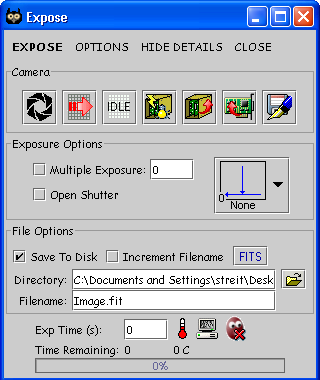 Expose
EXPOSE OPTIONS HIDE DETAILS CLOSE
Camera
IDLE
Exposure Options
Multiple Exposure: 0
Open Shutter
0
None
File Options
Save To Disk Increment Filename FITS
Directory: C:\Documents and Settings\streit\Desk
Filename: Image.fit
Exp Time (s): 0
Time Remaining: 0 0 C
0%